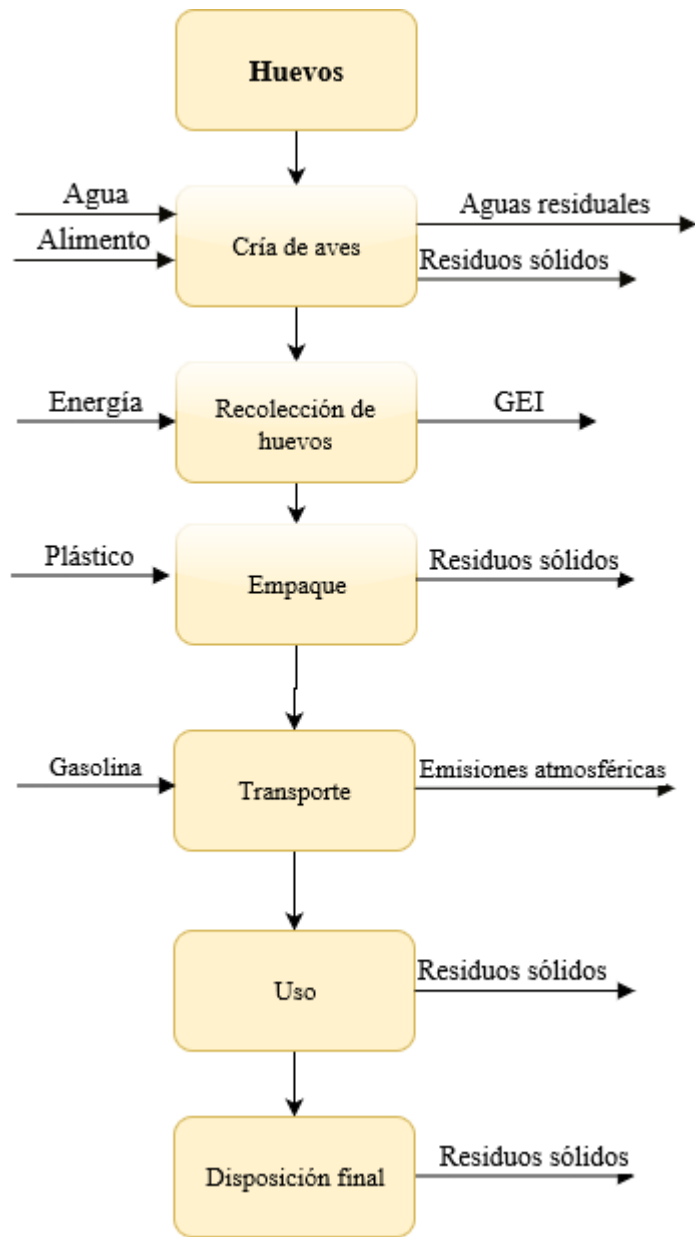 Huevos
Agua
Alimento
Cría de aves
Aguas residuales
Residuos sólidos
Energía
Recolección de
huevos
GEI
Plástico
Empaque
Residuos sólidos
Gasolina
Transporte
Emisiones atmosféricas
Uso
Residuos sólidos
Disposición final
Residuos sólidos